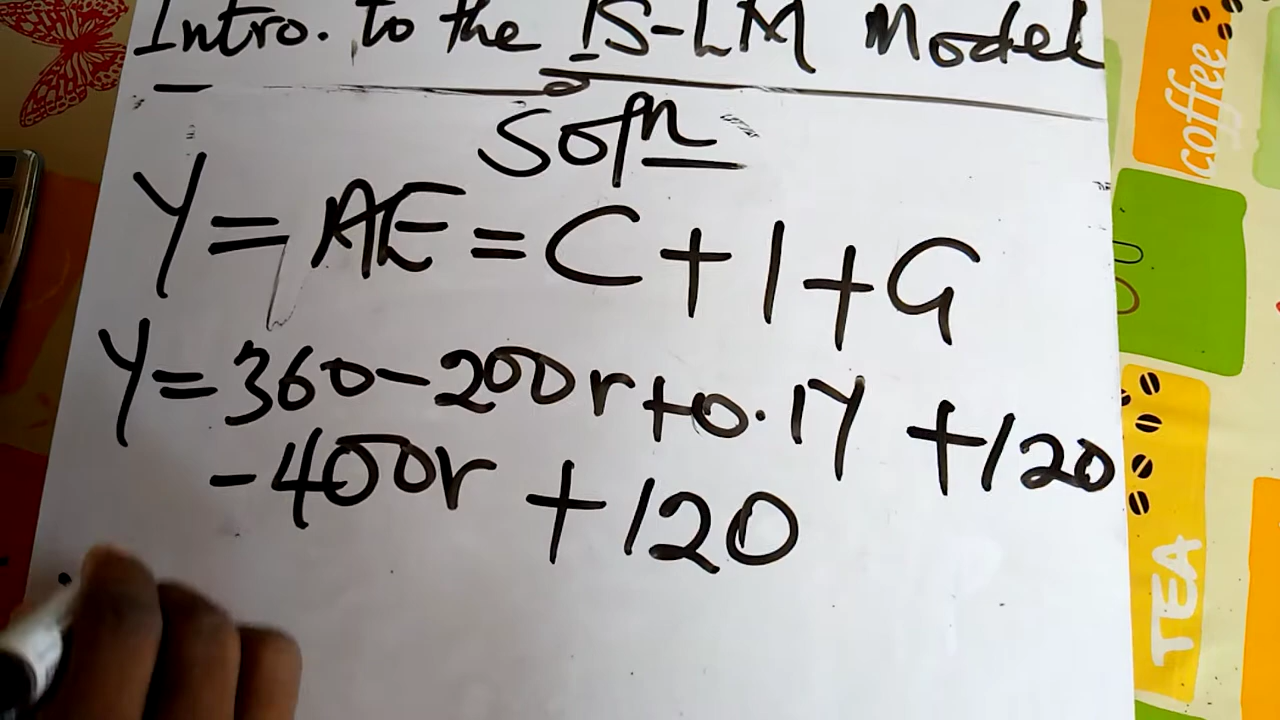 Intro. to the IS-LM Model
Soln
Y = AE = C + I + G
Y = 360 - 200r + 0.1Y + 120
- 400r + 120
coffee
TEA